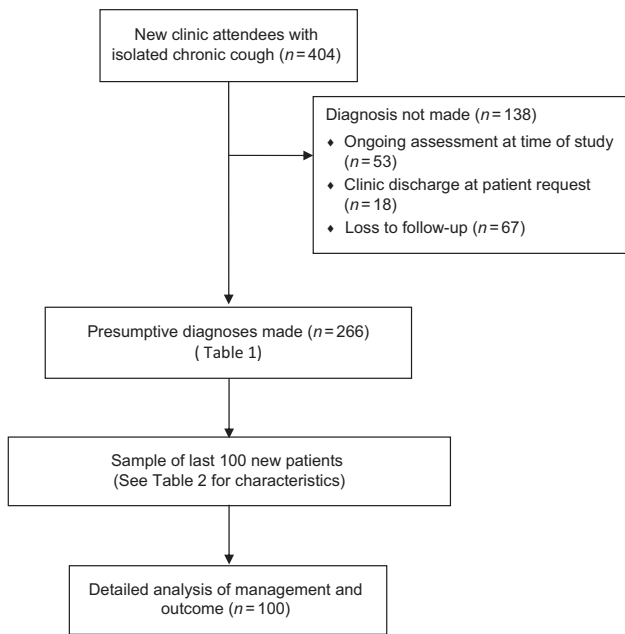 New clinic attendees with
isolated chronic cough (n = 404)
Diagnosis not made (n = 138)
♦ Ongoing assessment at time of study
(n = 53)
♦ Clinic discharge at patient request
(n = 18)
♦ Loss to follow-up (n = 67)
Presumptive diagnoses made (n = 266)
( Table 1)
Sample of last 100 new patients
(See Table 2 for characteristics)
Detailed analysis of management and
outcome (n = 100)